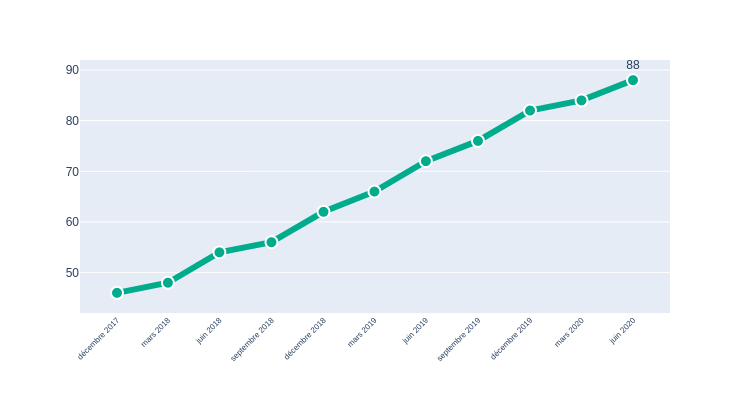 88
90
80
70
60
50
décembre 2017
mars 2018
juin 2018
septembre 2018
décembre 2018
mars 2019
juin 2019
septembre 2019
décembre 2019
mars 2020
juin 2020